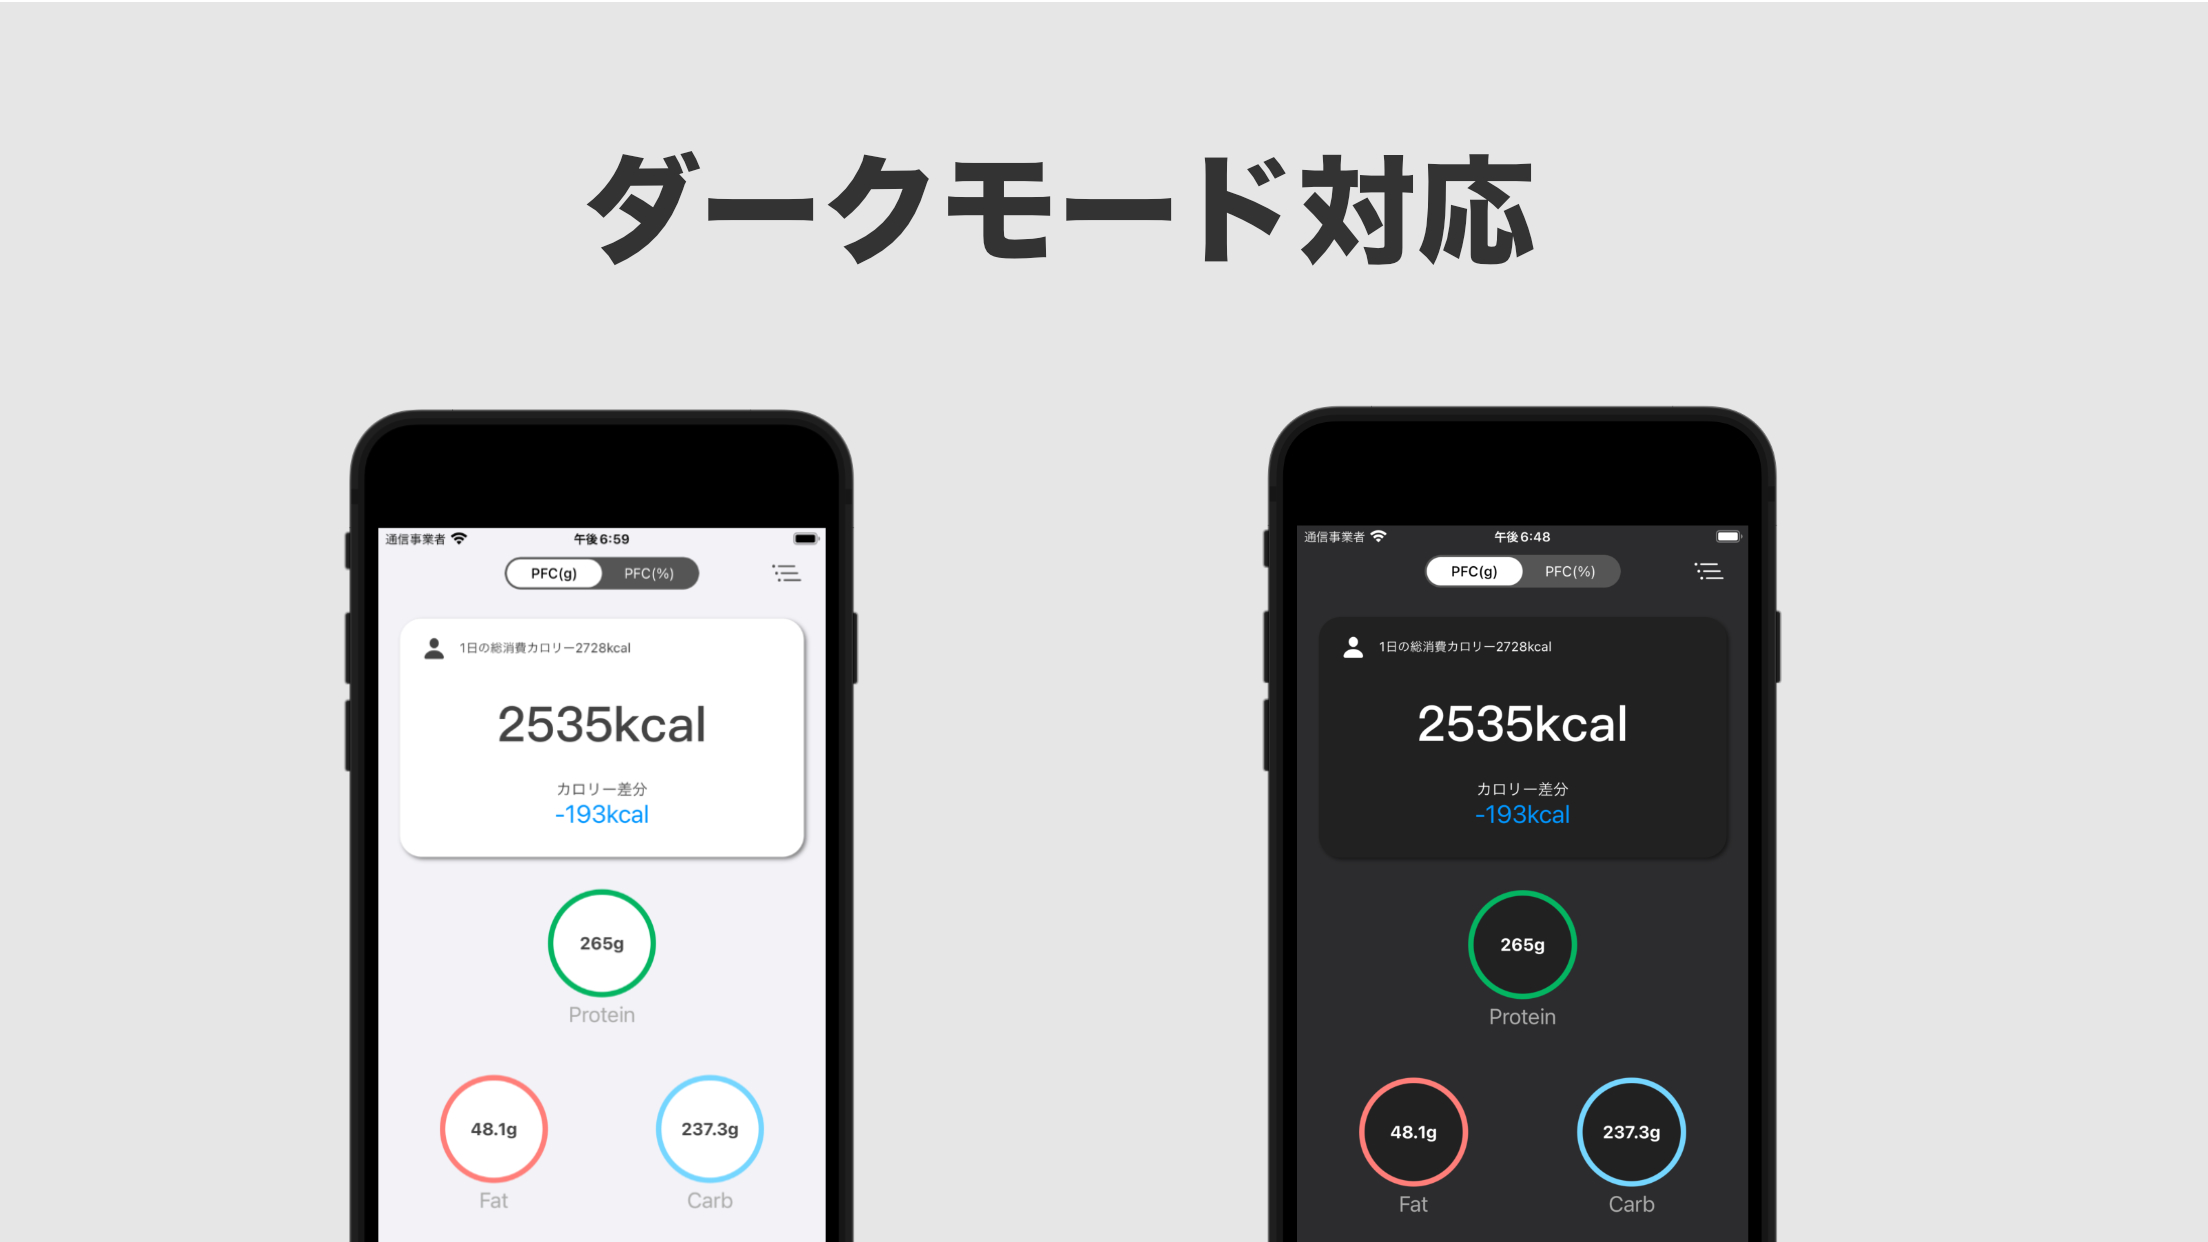 ダークモード対応
通信事業者 午後6:59
PFC(g) PFC(%)
1日の総消費カロリー2728kcal
2535kcal
カロリー差分
-193kcal
265g
Protein
48.1g 237.3g
Fat Carb
通信事業者 午後6:48
PFC(g) PFC(%)
1日の総消費カロリー2728kcal
2535kcal
カロリー差分
-193kcal
265g
Protein
48.1g 237.3g
Fat Carb